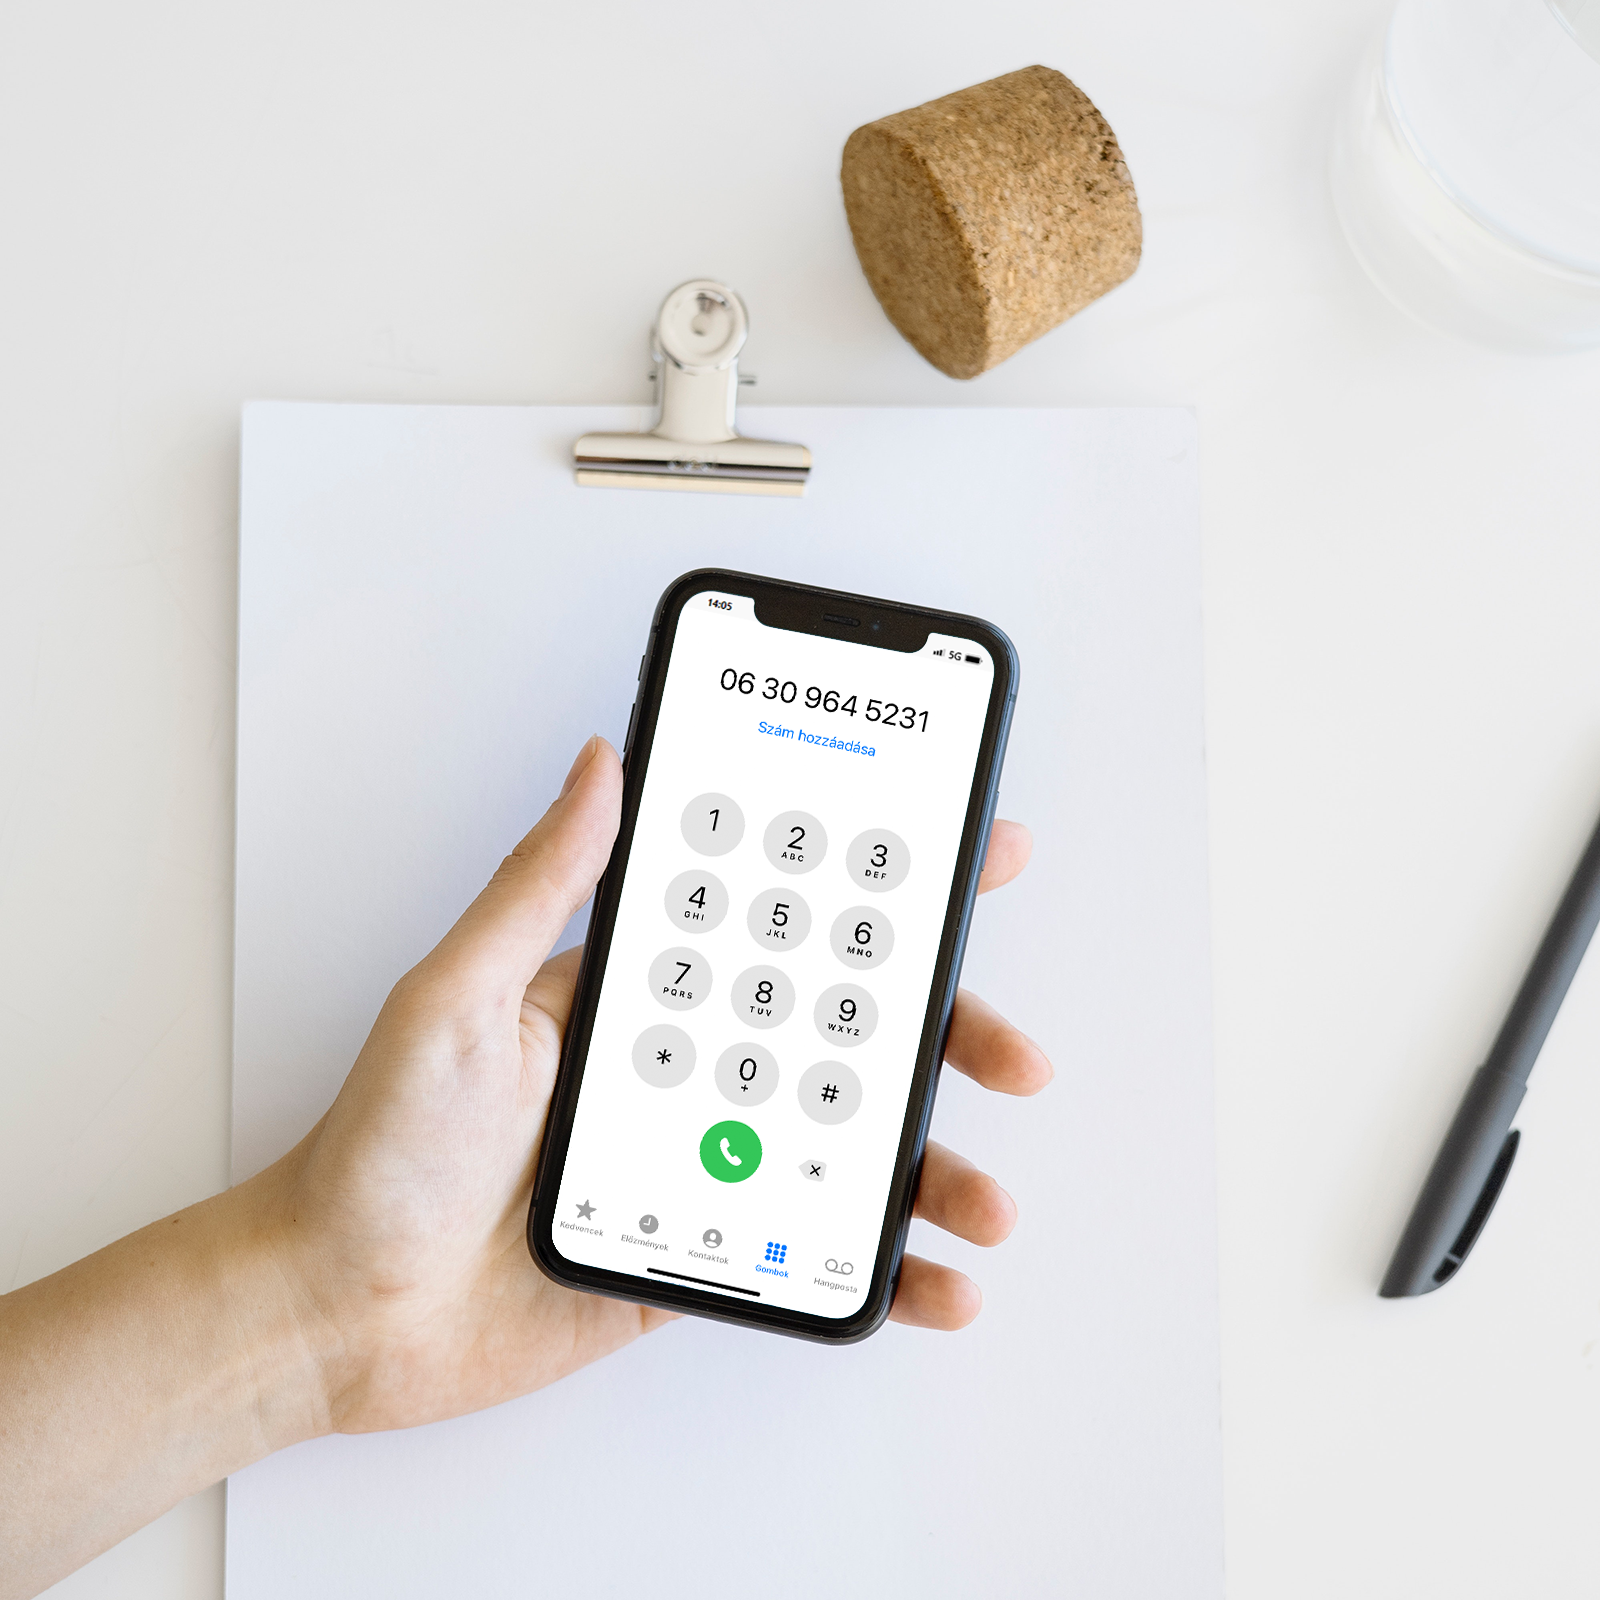 14:05
5G
06 30 964 5231
Szám hozzáadása
1
2
ABC
3
DEF
4
GHI
5
JKL
6
MNO
7
PQRS
8
TUV
9
WXYZ
*
0
+
#
Kedvencek
Előzmények
Kontaktok
Gombok
Hangposta